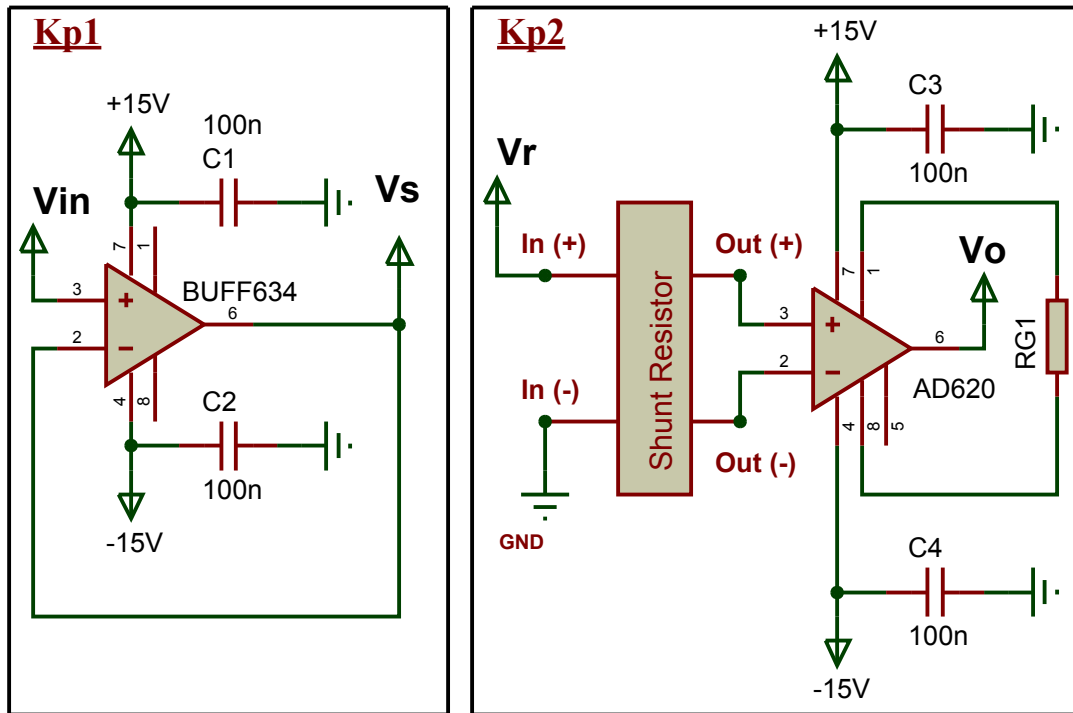 Kp1
+15V
100n
C1
Vin
Vs
7
1
3
BUFF634
6
2
4
8
C2
100n
-15V
Kp2
+15V
C3
100n
Vr
In (+)
Out (+)
Vo
7
1
3
6
2
Shunt Resistor
RG1
AD620
In (-)
Out (-)
4
8
5
GND
C4
100n
-15V